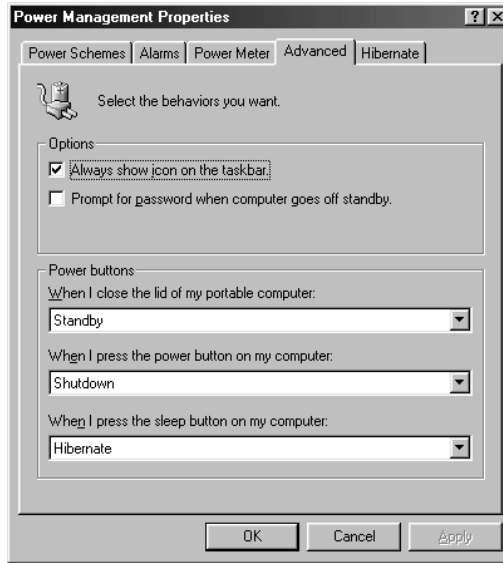 Power Management Properties
Power Schemes Alarms Power Meter Advanced Hibernate
Select the behaviors you want.
Options
Always show icon on the taskbar.
Prompt for password when computer goes off standby.
Power buttons
When I close the lid of my portable computer:
Standby
When I press the power button on my computer:
Shutdown
When I press the sleep button on my computer:
Hibernate
OK Cancel Apply